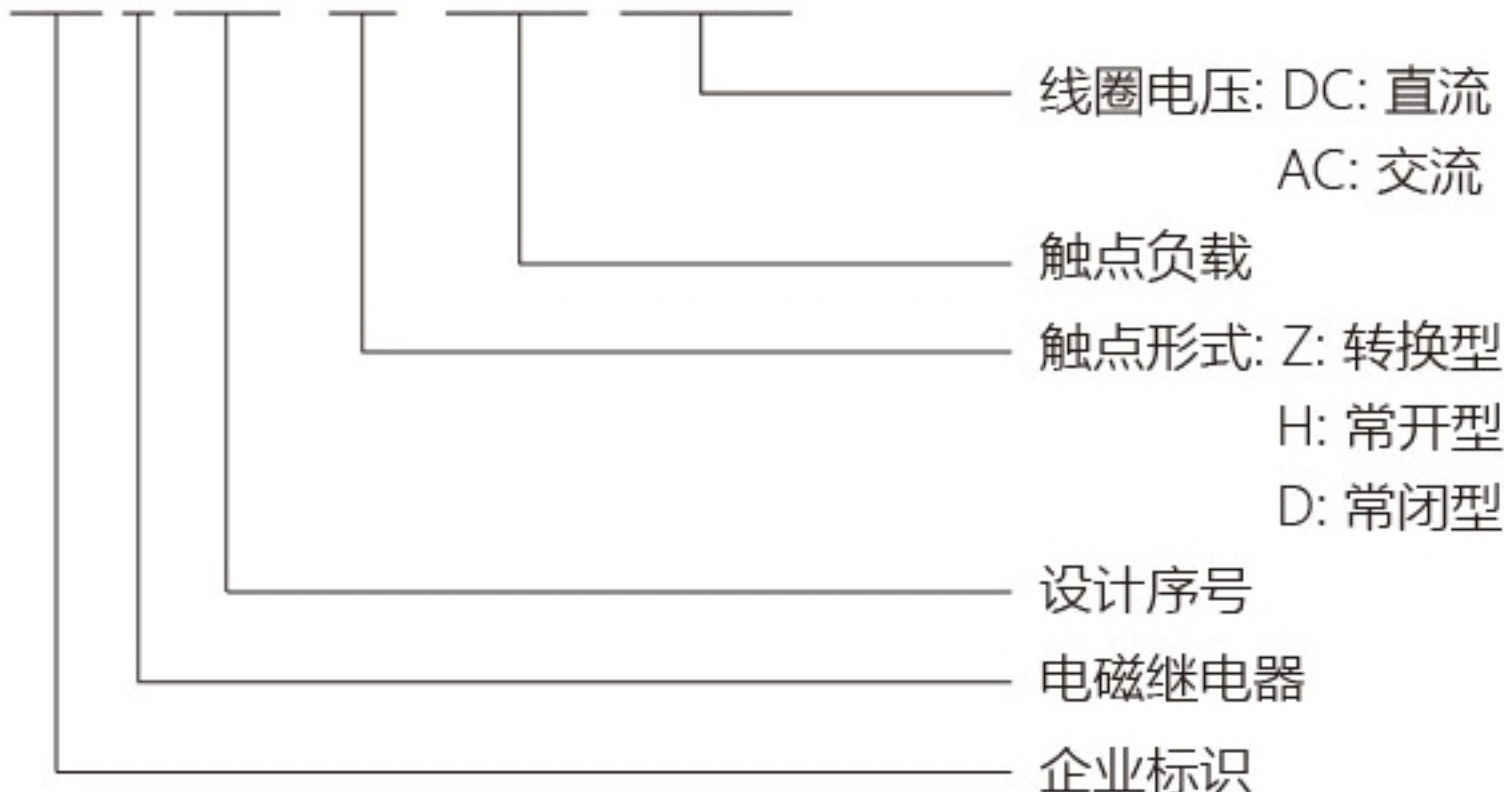 线圈电压: DC: 直流
AC: 交流
触点负载
触点形式: Z: 转换型
H: 常开型
D: 常闭型
设计序号
电磁继电器
企业标识